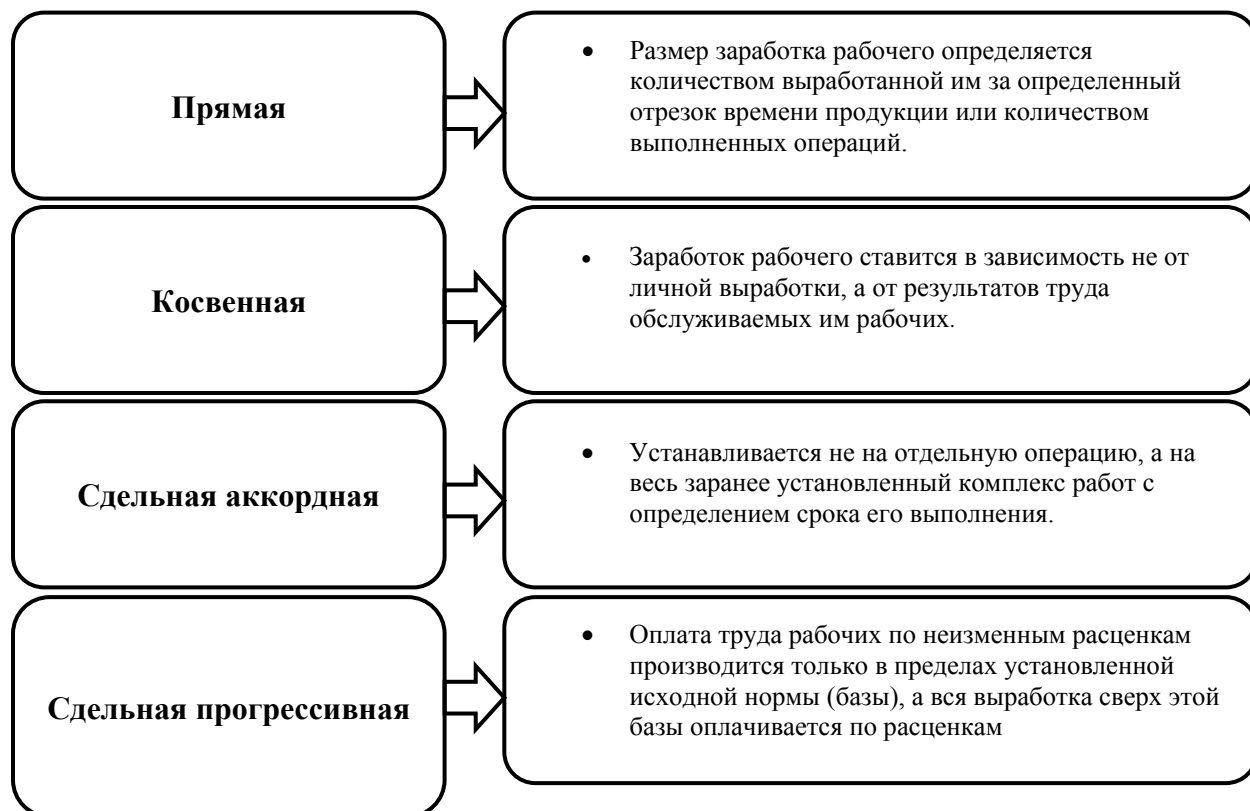 Прямая
• Размер заработка рабочего определяется
количеством выработанной им за определенный
отрезок времени продукции или количеством
выполненных операций.
Косвенная
• Заработок рабочего ставится в зависимость не от
личной выработки, а от результатов труда
обслуживаемых им рабочих.
Сдельная аккордная
• Устанавливается не на отдельную операцию, а на
весь заранее установленный комплекс работ с
определением срока его выполнения.
Сдельная прогрессивная
• Оплата труда рабочих по неизменным расценкам
производится только в пределах установленной
исходной нормы (базы), а вся выработка сверх этой
базы оплачивается по расценкам